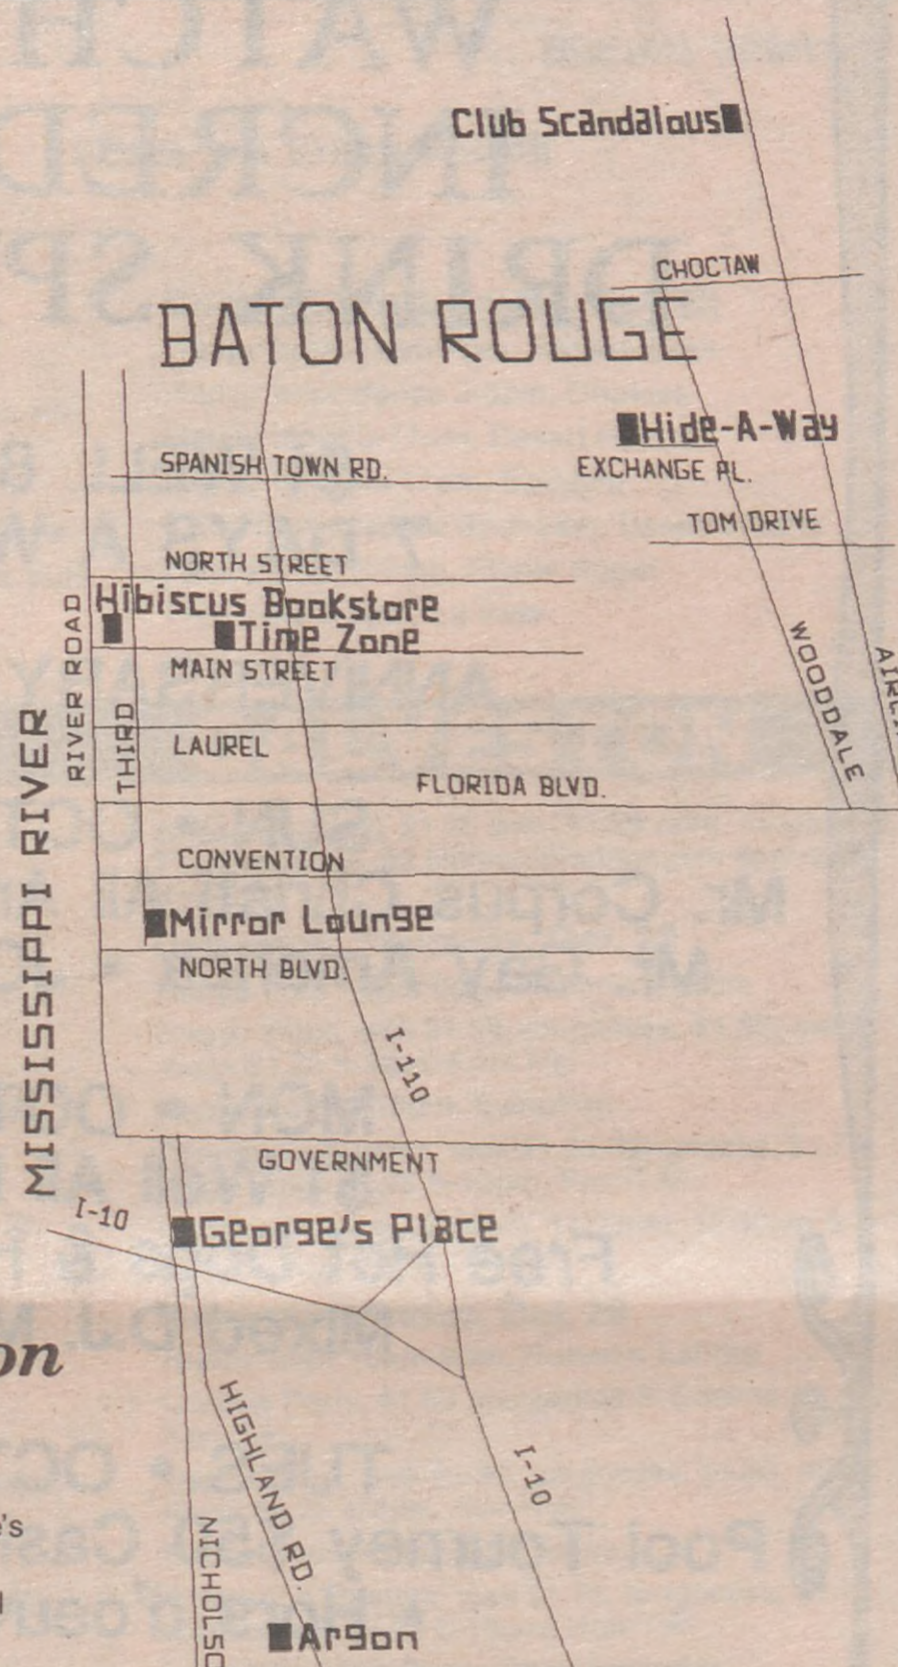 Club Scandalous
CHOCTAW
BATON ROUGE
Hide-A-Way
SPANISH TOWN RD.
EXCHANGE PL.
TOM DRIVE
NORTH STREET
Hibiscus Bookstore
Time Zone
MAIN STREET
RIVER ROAD
THIRD
WOODDALE
LAUREL
FLORIDA BLVD.
MISSISSIPPI RIVER
CONVENTION
Mirror Lounge
NORTH BLVD.
I-110
GOVERNMENT
I-10
George's Place
on
HIGHLAND RD.
I-10
's
Argon